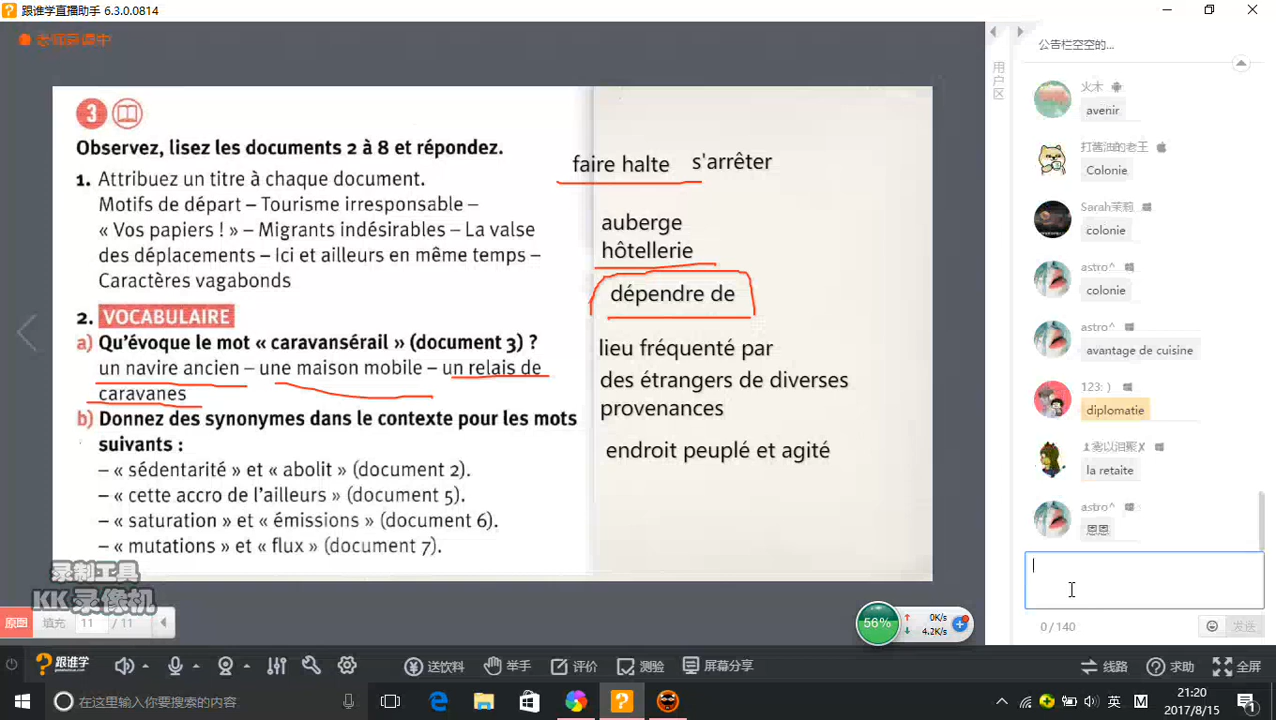 跟谁学直播助手 6.3.0.0814
老师录课中
3
Observez, lisez les documents 2 à 8 et répondez.
1. Attribuez un titre à chaque document.
Motifs de départ – Tourisme irresponsable –
« Vos papiers ! » – Migrants indésirables – La valse
des déplacements – Ici et ailleurs en même temps –
Caractères vagabonds
2. VOCABULAIRE
a) Qu'évoque le mot « caravansérail » (document 3) ?
un navire ancien – une maison mobile – un relais de
caravanes
b) Donnez des synonymes dans le contexte pour les mots
suivants :
– « sédentarité » et « abolit » (document 2).
– « cette accro de l'ailleurs » (document 5).
– « saturation » et « émissions » (document 6).
– « mutations » et « flux » (document 7).
faire halte s'arrêter
auberge
hôtellerie
dépendre de
lieu fréquenté par
des étrangers de diverses
provenances
endroit peuplé et agité
录制工具
KK 录像机
原图 填充 11 / 11
56% 0K/s
4.2K/s
用户区
公告栏空空的...
火木
avenir
打酱油的老王
Colonie
Sarah茉莉
colonie
astro^
colonie
astro^
avantage de cuisine
123: )
diplomatie
la retaite
astro^
恩恩
0 / 140 发送
跟谁学 送饮料 举手 评价 测验 屏幕分享 线路 求助 全屏
在这里输入你要搜索的内容
英 M 21:20
2017/8/15
1